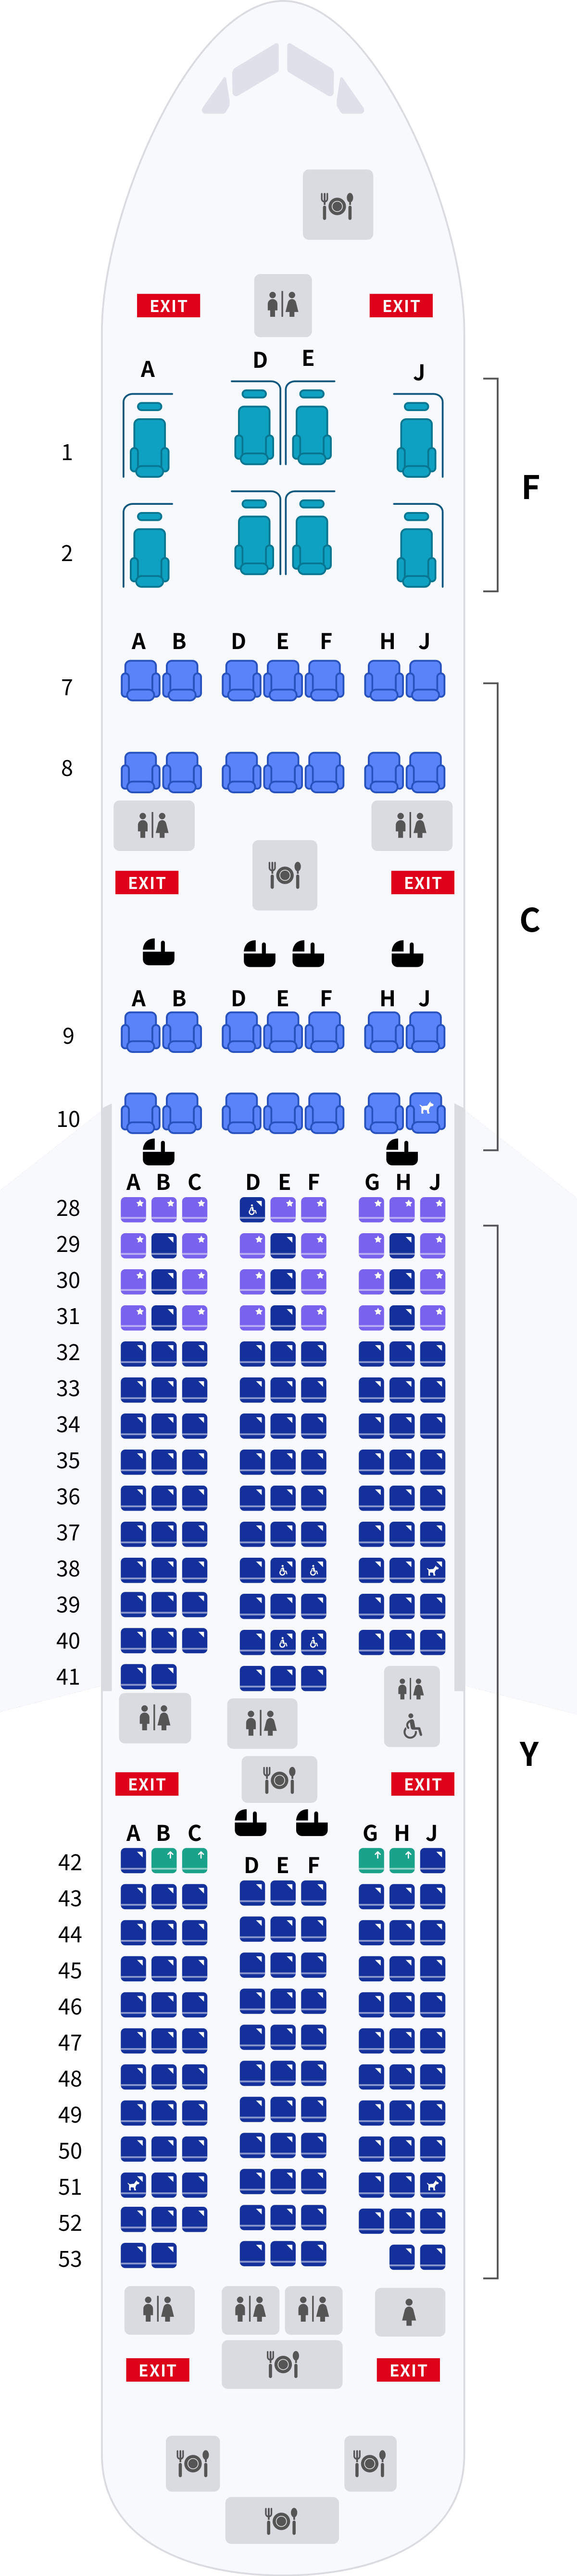 EXIT EXIT
A D E J
1
F
2
A B D E F H J
7
8
EXIT EXIT
C
A B D E F H J
9
10
A B C D E F G H J
28
29
30
31
32
33
34
35
36
37
38
39
40
41
Y
EXIT EXIT
A B C G H J
42 D E F
43
44
45
46
47
48
49
50
51
52
53
EXIT EXIT